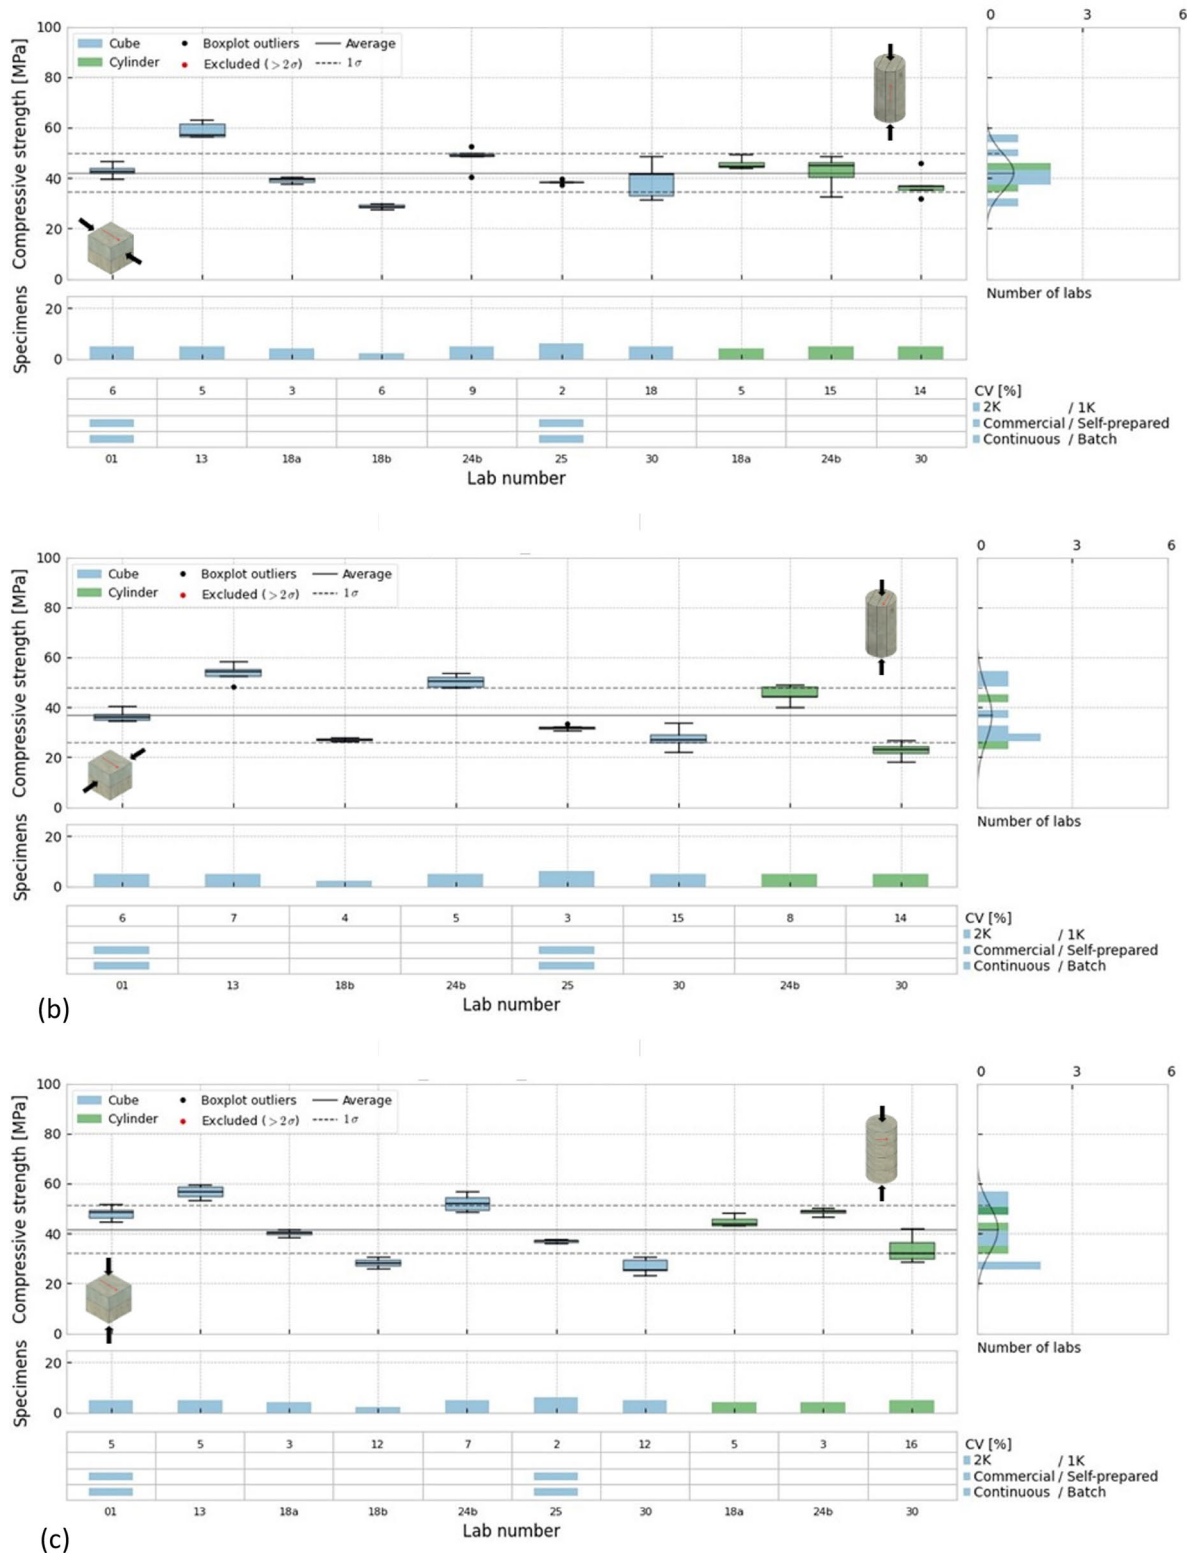 0 3 6
100
80
60
40
20
0
Compressive strength [MPa]
Cube
Cylinder
Boxplot outliers
Excluded (>2σ)
Average
1σ
Number of labs
20
0
Specimens
6 5 3 6 9 2 18 5 15 14
CV [%]
2K / 1K
Commercial / Self-prepared
Continuous / Batch
01 13 18a 18b 24b 25 30 18a 24b 30
Lab number
0 3 6
100
80
60
40
20
0
Compressive strength [MPa]
Cube
Cylinder
Boxplot outliers
Excluded (>2σ)
Average
1σ
Number of labs
20
0
Specimens
6 7 4 5 3 15 8 14
CV [%]
2K / 1K
Commercial / Self-prepared
Continuous / Batch
01 13 18b 24b 25 30 24b 30
Lab number
(b)
0 3 6
100
80
60
40
20
0
Compressive strength [MPa]
Cube
Cylinder
Boxplot outliers
Excluded (>2σ)
Average
1σ
Number of labs
20
0
Specimens
5 5 3 12 7 2 12 5 3 16
CV [%]
2K / 1K
Commercial / Self-prepared
Continuous / Batch
01 13 18a 18b 24b 25 30 18a 24b 30
Lab number
(c)